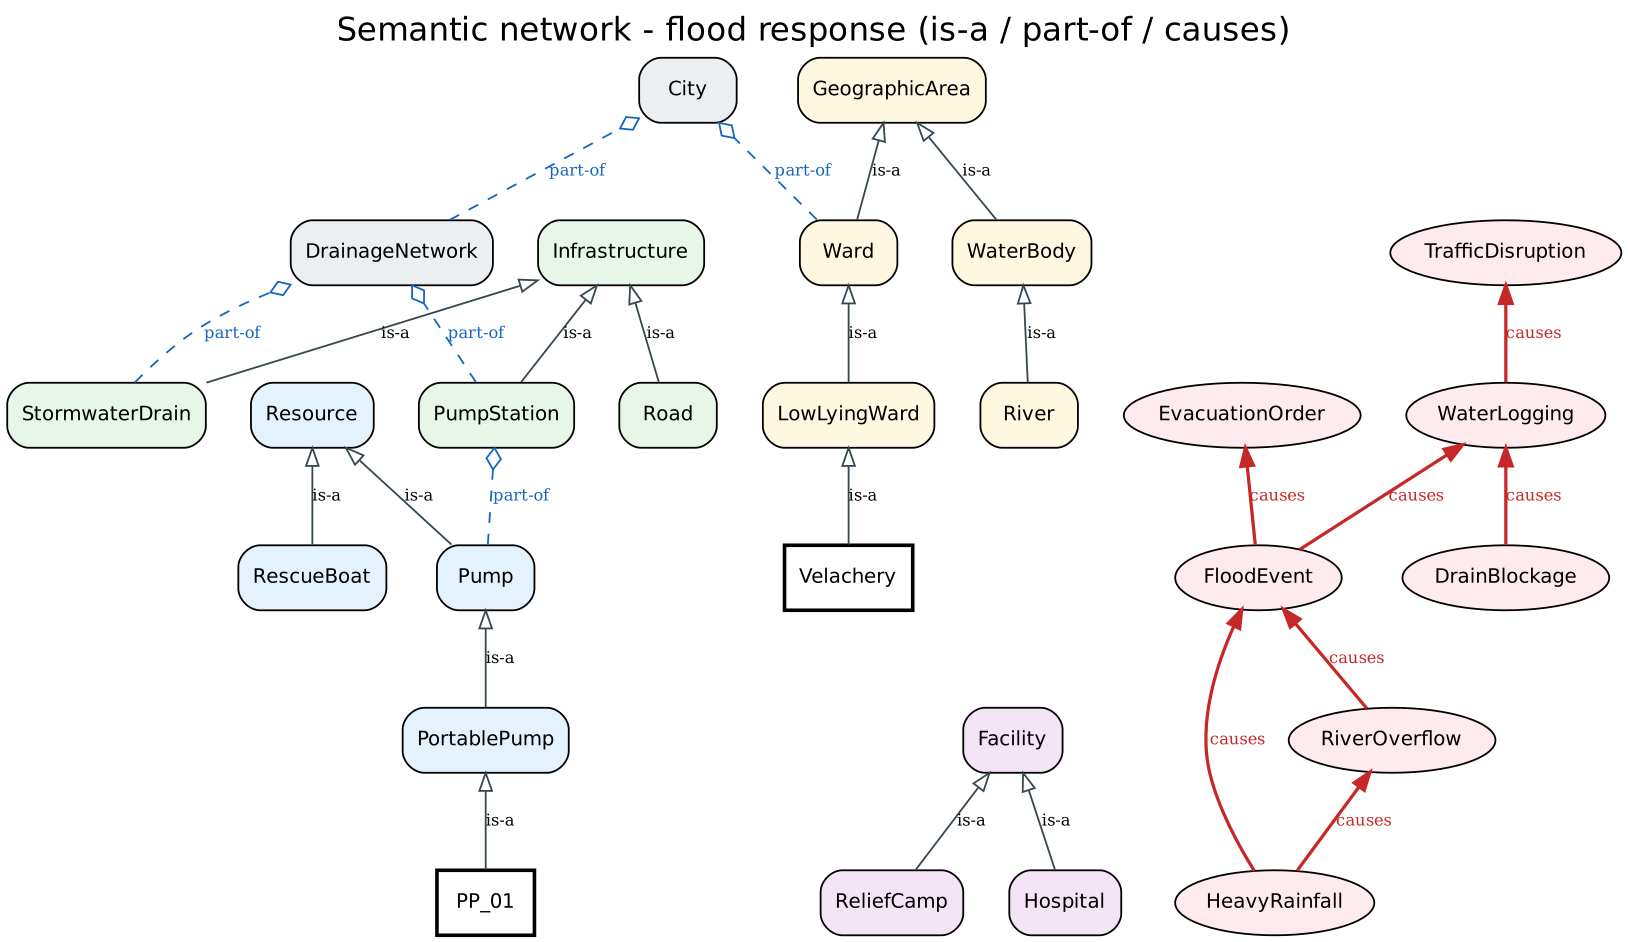 Semantic network - flood response (is-a / part-of / causes)
City
GeographicArea
part-of
part-of
is-a
is-a
DrainageNetwork
Infrastructure
Ward
WaterBody
TrafficDisruption
part-of
is-a
part-of
is-a
is-a
is-a
is-a
causes
StormwaterDrain
Resource
PumpStation
Road
LowLyingWard
River
EvacuationOrder
WaterLogging
is-a
is-a
part-of
is-a
causes
causes
causes
RescueBoat
Pump
Velachery
FloodEvent
DrainBlockage
is-a
causes
PortablePump
Facility
causes
RiverOverflow
is-a
is-a
is-a
causes
PP_01
ReliefCamp
Hospital
HeavyRainfall